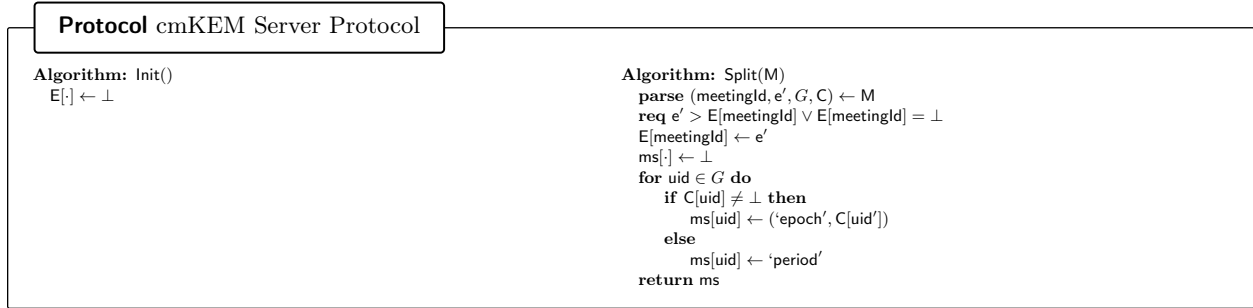 Protocol cmKEM Server Protocol
Algorithm: Init()
E[·] ← ⊥
Algorithm: Split(M)
parse (meetingId, e′, G, C) ← M
req e′ > E[meetingId] ∨ E[meetingId] = ⊥
E[meetingId] ← e′
ms[·] ← ⊥
for uid ∈ G do
if C[uid] ≠ ⊥ then
ms[uid] ← (‘epoch′, C[uid′])
else
ms[uid] ← ‘period′
return ms